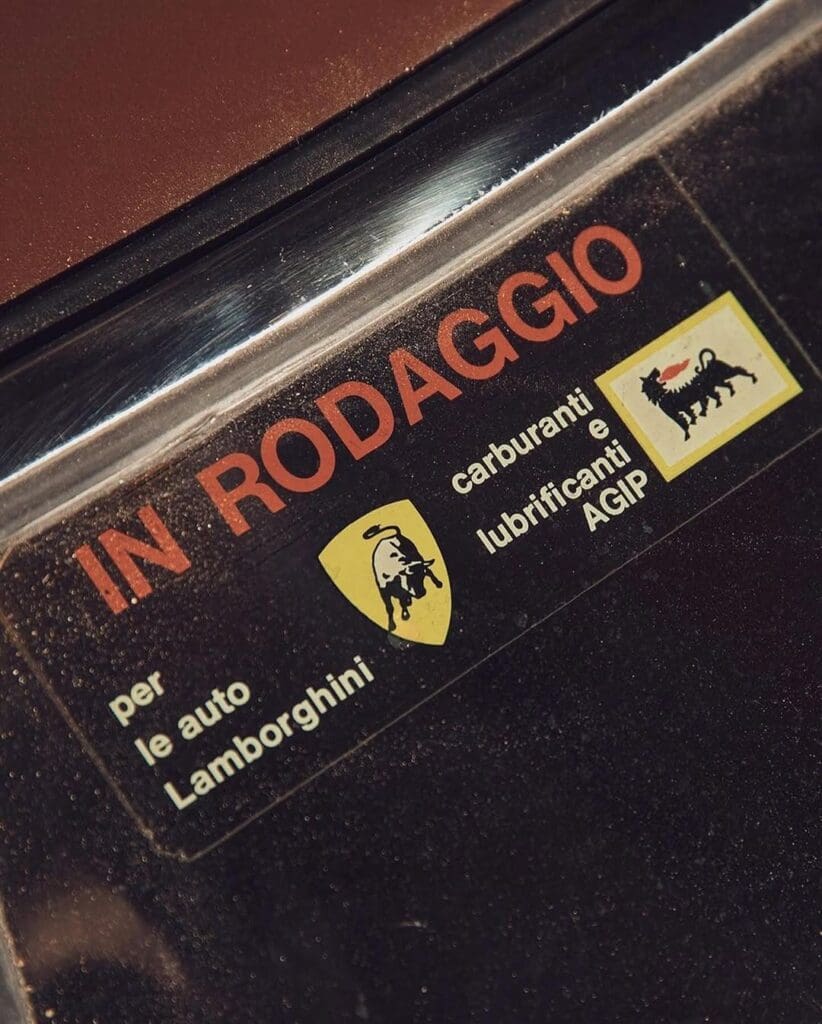 IN RODAGGIO
per
le auto
Lamborghini
carburanti
e
lubrificanti
AGIP